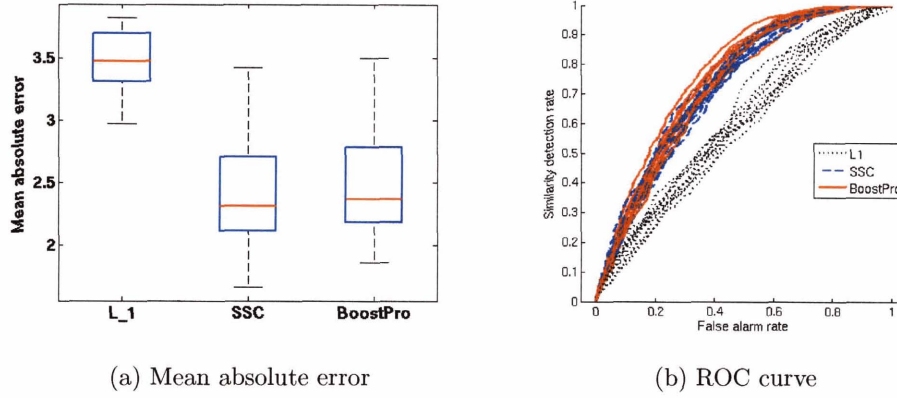 Mean absolute error
3.5
3
2.5
2
L_1 SSC BoostPro
(a) Mean absolute error
Similarity detection rate
1
0.9
0.8
0.7
0.6
0.5
0.4
0.3
0.2
0.1
0
0 0.2 0.4 0.6 0.8 1
False alarm rate
L1
SSC
BoostPro
(b) ROC curve